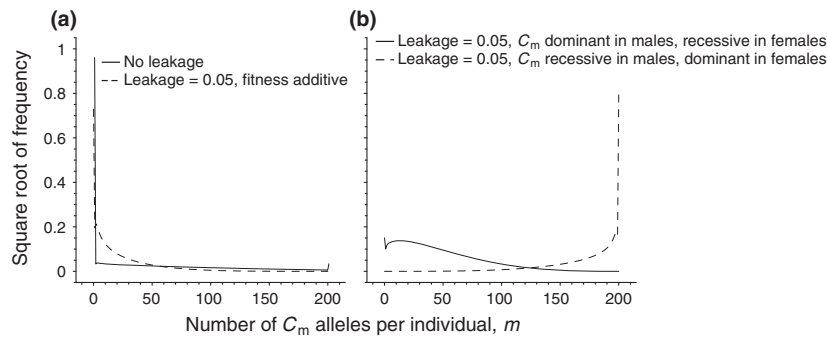 (a)
(b)
No leakage
Leakage = 0.05, fitness additive
Leakage = 0.05, Cm dominant in males, recessive in females
Leakage = 0.05, Cm recessive in males, dominant in females
Square root of frequency
1
0.8
0.6
0.4
0.2
0
0 50 100 150 200
0 50 100 150 200
Number of Cm alleles per individual, m